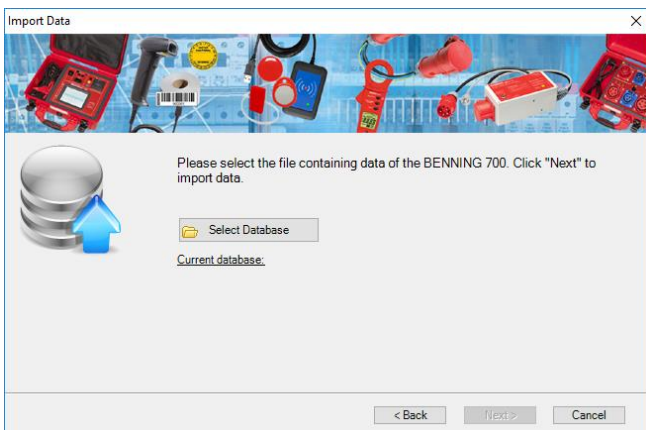 Import Data
Please select the file containing data of the BENNING 700. Click "Next" to
import data.
Select Database
Current database:
< Back
Next >
Cancel